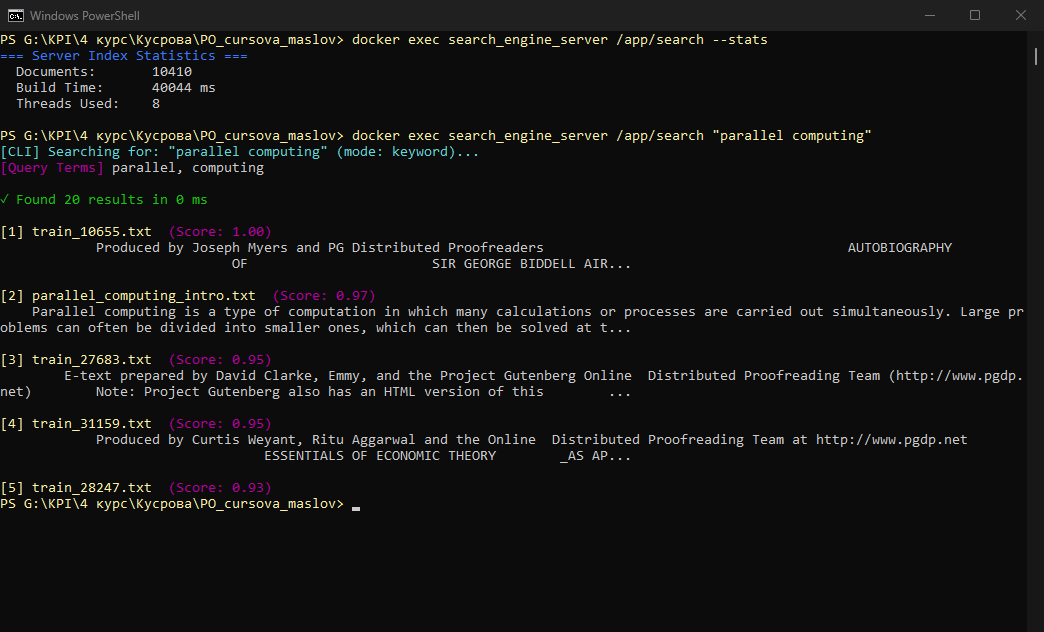 Windows PowerShell
PS G:\KPI\4 курс\Кусрова\PO_cursova_maslov> docker exec search_engine_server /app/search --stats
=== Server Index Statistics ===
Documents: 10410
Build Time: 40044 ms
Threads Used: 8
PS G:\KPI\4 курс\Кусрова\PO_cursova_maslov> docker exec search_engine_server /app/search "parallel computing"
[CLI] Searching for: "parallel computing" (mode: keyword)...
[Query Terms] parallel, computing
✓ Found 20 results in 0 ms
[1] train_10655.txt (Score: 1.00)
Produced by Joseph Myers and PG Distributed Proofreaders AUTOBIOGRAPHY
OF SIR GEORGE BIDDELL AIR...
[2] parallel_computing_intro.txt (Score: 0.97)
Parallel computing is a type of computation in which many calculations or processes are carried out simultaneously. Large pr
oblems can often be divided into smaller ones, which can then be solved at t...
[3] train_27683.txt (Score: 0.95)
E-text prepared by David Clarke, Emmy, and the Project Gutenberg Online Distributed Proofreading Team (http://www.pgdp.
net) Note: Project Gutenberg also has an HTML version of this ...
[4] train_31159.txt (Score: 0.95)
Produced by Curtis Weyant, Ritu Aggarwal and the Online Distributed Proofreading Team at http://www.pgdp.net
ESSENTIALS OF ECONOMIC THEORY _AS AP...
[5] train_28247.txt (Score: 0.93)
PS G:\KPI\4 курс\Кусрова\PO_cursova_maslov>